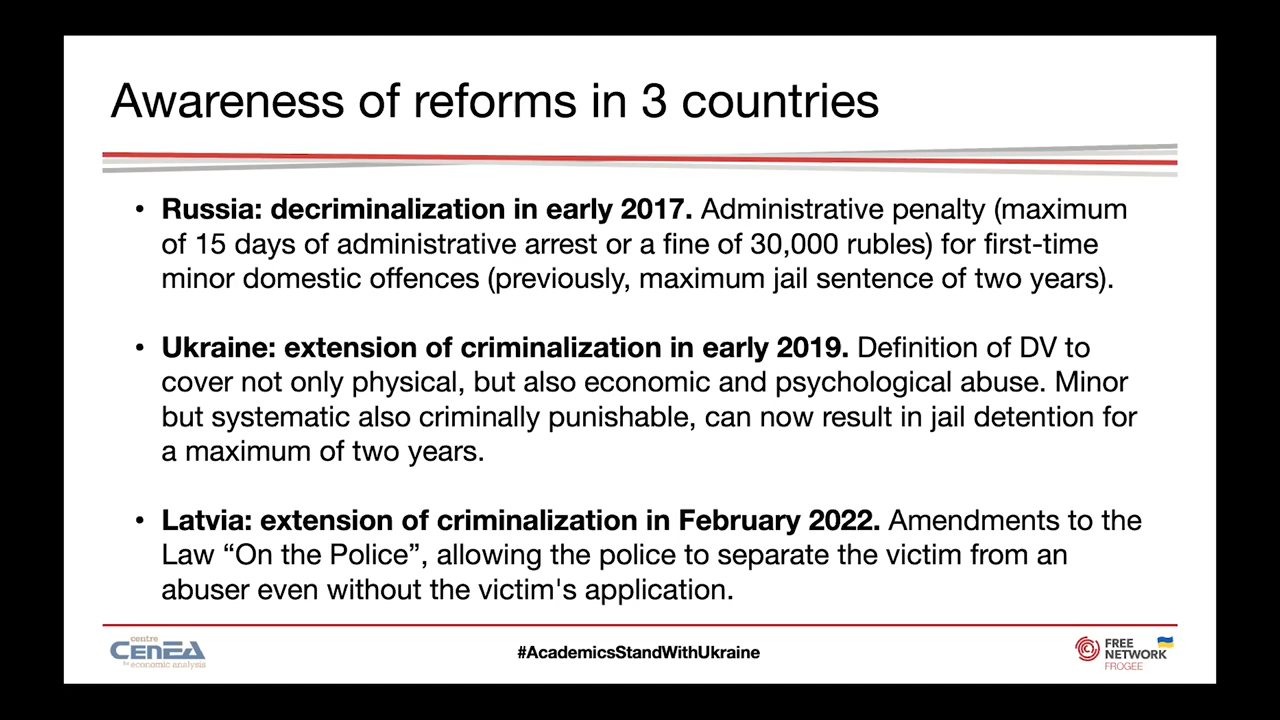 Awareness of reforms in 3 countries
• Russia: decriminalization in early 2017. Administrative penalty (maximum
of 15 days of administrative arrest or a fine of 30,000 rubles) for first-time
minor domestic offences (previously, maximum jail sentence of two years).
• Ukraine: extension of criminalization in early 2019. Definition of DV to
cover not only physical, but also economic and psychological abuse. Minor
but systematic also criminally punishable, can now result in jail detention for
a maximum of two years.
• Latvia: extension of criminalization in February 2022. Amendments to the
Law “On the Police”, allowing the police to separate the victim from an
abuser even without the victim's application.
centre
CENEA
for economic analysis
#AcademicsStandWithUkraine
FREE
NETWORK
FROGEE